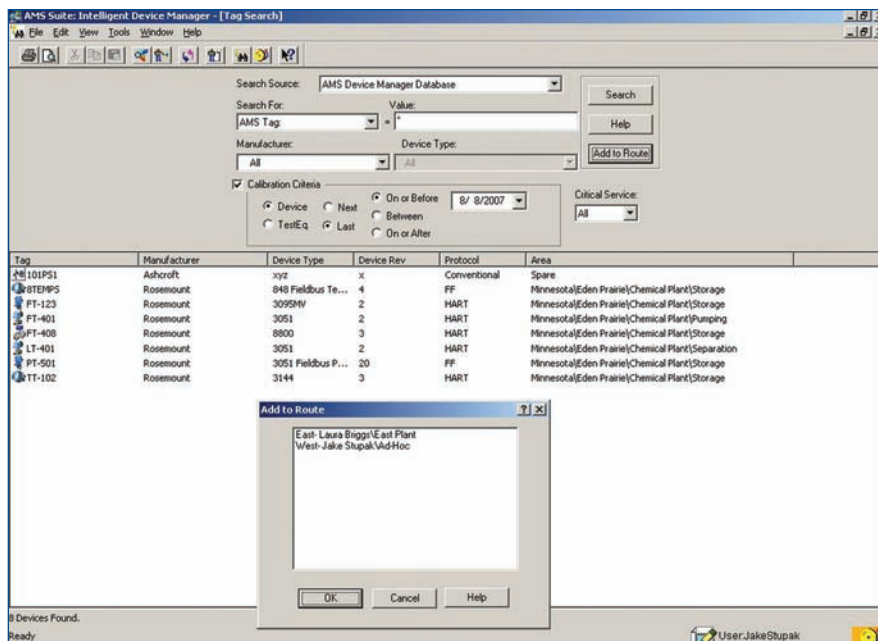 AMS Suite: Intelligent Device Manager - [Tag Search]
File Edit View Tools Window Help
Search Source: AMS Device Manager Database
Search
Search For: Value:
AMS Tag: = *
Help
Manufacturer: Device Type:
All All
Add to Route
Calibration Criteria
Device Next On or Before 8/ 8/2007
Critical Service:
TestEq. Last Between
All
On or After
Tag Manufacturer Device Type Device Rev Protocol Area
101PS1 Ashcroft xyz x Conventional Spare
8TEMPS Rosemount 848 Fieldbus Te... 4 FF Minnesota\Eden Prairie\Chemical Plant\Storage
FT-123 Rosemount 3095MV 2 HART Minnesota\Eden Prairie\Chemical Plant\Storage
FT-401 Rosemount 3051 2 HART Minnesota\Eden Prairie\Chemical Plant\Pumping
FT-408 Rosemount 8800 3 HART Minnesota\Eden Prairie\Chemical Plant\Storage
LT-401 Rosemount 3051 2 HART Minnesota\Eden Prairie\Chemical Plant\Separation
PT-501 Rosemount 3051 Fieldbus P... 20 FF Minnesota\Eden Prairie\Chemical Plant\Storage
TT-102 Rosemount 3144 3 HART Minnesota\Eden Prairie\Chemical Plant\Storage
Add to Route
East- Laura Briggs\East Plant
West- Jake Stupak\Ad-Hoc
OK Cancel Help
8 Devices Found.
Ready User:JakeStupak